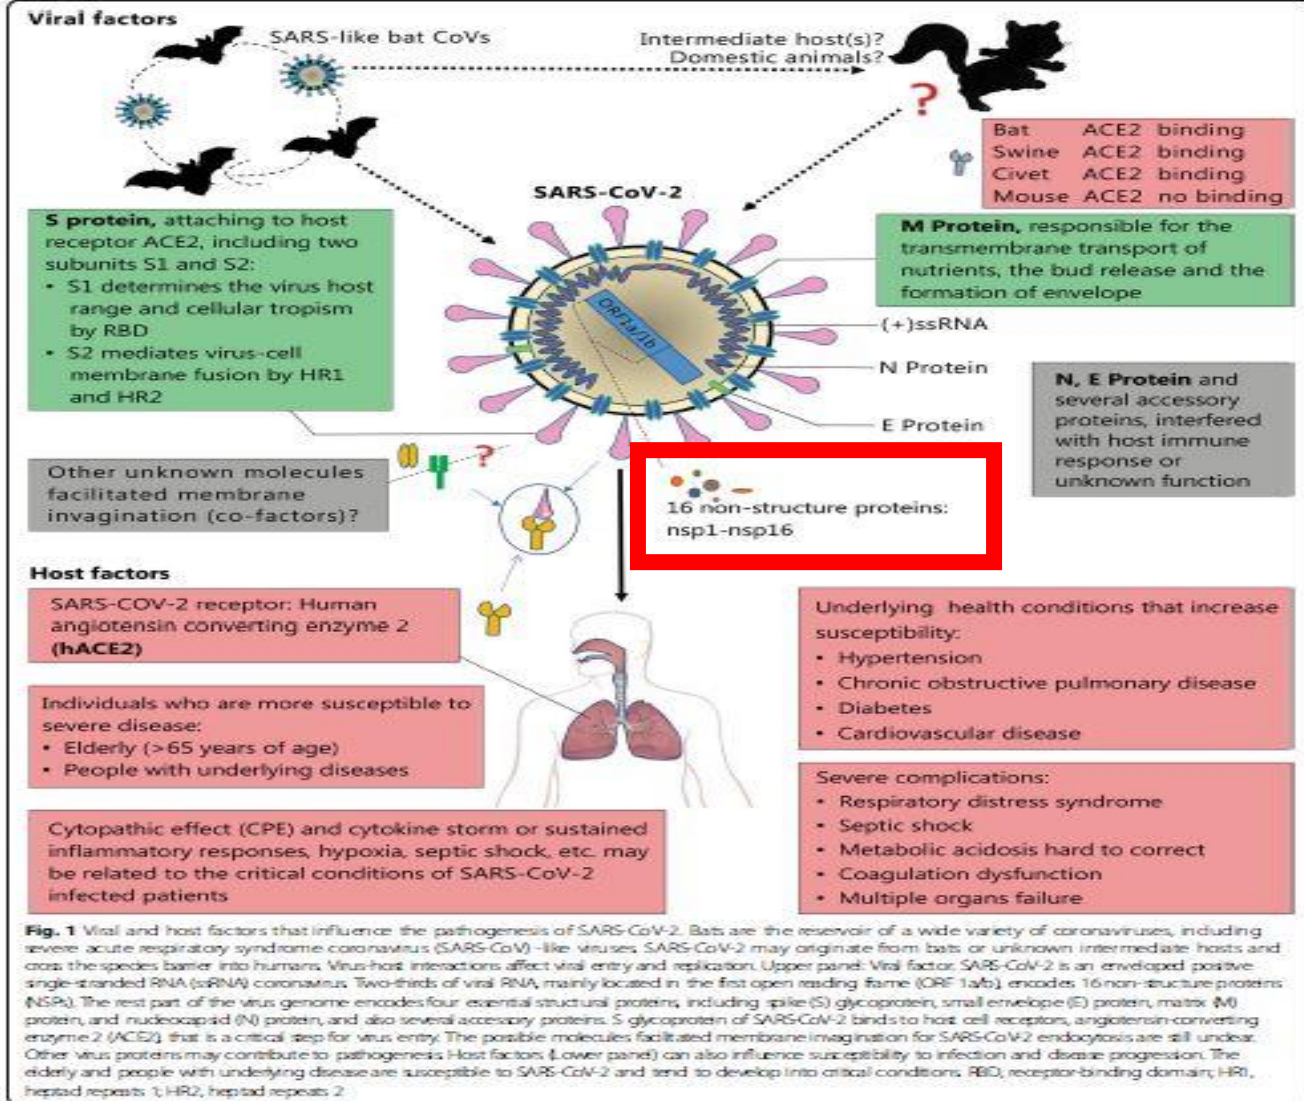 Viral factors
SARS-like bat CoVs
Intermediate host(s)?
Domestic animals?
?
Bat ACE2 binding
Swine ACE2 binding
Civet ACE2 binding
Mouse ACE2 no binding
SARS-CoV-2
S protein, attaching to host
receptor ACE2, including two
subunits S1 and S2:
• S1 determines the virus host
range and cellular tropism
by RBD
• S2 mediates virus-cell
membrane fusion by HR1
and HR2
M Protein, responsible for the
transmembrane transport of
nutrients, the bud release and the
formation of envelope
ORF1a/1b
(+)ssRNA
N Protein
E Protein
N, E Protein and
several accessory
proteins, interfered
with host immune
response or
unknown function
Other unknown molecules
facilitated membrane
invagination (co-factors)?
?
16 non-structure proteins:
nsp1-nsp16
Host factors
SARS-COV-2 receptor: Human
angiotensin converting enzyme 2
(hACE2)
Individuals who are more susceptible to
severe disease:
• Elderly (>65 years of age)
• People with underlying diseases
Cytopathic effect (CPE) and cytokine storm or sustained
inflammatory responses, hypoxia, septic shock, etc. may
be related to the critical conditions of SARS-CoV-2
infected patients
Underlying health conditions that increase
susceptibility:
• Hypertension
• Chronic obstructive pulmonary disease
• Diabetes
• Cardiovascular disease
Severe complications:
• Respiratory distress syndrome
• Septic shock
• Metabolic acidosis hard to correct
• Coagulation dysfunction
• Multiple organs failure
Fig. 1 Viral and host factors that influence the pathogenesis of SARS-CoV-2. Bats are the reservoir of a wide variety of coronaviruses, including
severe acute respiratory syndrome coronavirus (SARS-CoV) -like viruses. SARS-CoV-2 may originate from bats or unknown intermediate hosts and
cross the species barrier into humans. Virus-host interactions affect viral entry and replication. Upper panel: Viral factor. SARS-CoV-2 is an enveloped positive
single-stranded RNA (ssRNA) coronavirus. Two-thirds of viral RNA, mainly located in the first open reading frame (ORF 1a/b), encodes 16 non-structure proteins
(NSPs). The rest part of the virus genome encodes four essential structural proteins, including spike (S) glycoprotein, small envelope (E) protein, matrix (M)
protein, and nucleocapsid (N) protein, and also several accessory proteins. S glycoprotein of SARS-CoV-2 binds to host cell receptors, angiotensin-converting
enzyme 2 (ACE2), that is a critical step for virus entry. The possible molecules facilitated membrane invagination for SARS-CoV-2 endocytosis are still unclear.
Other virus proteins may contribute to pathogenesis. Host factors (Lower panel) can also influence susceptibility to infection and disease progression. The
elderly and people with underlying disease are susceptible to SARS-CoV-2 and tend to develop into critical conditions. RBD, receptor-binding domain; HR1,
heptad repeats 1; HR2, heptad repeats 2